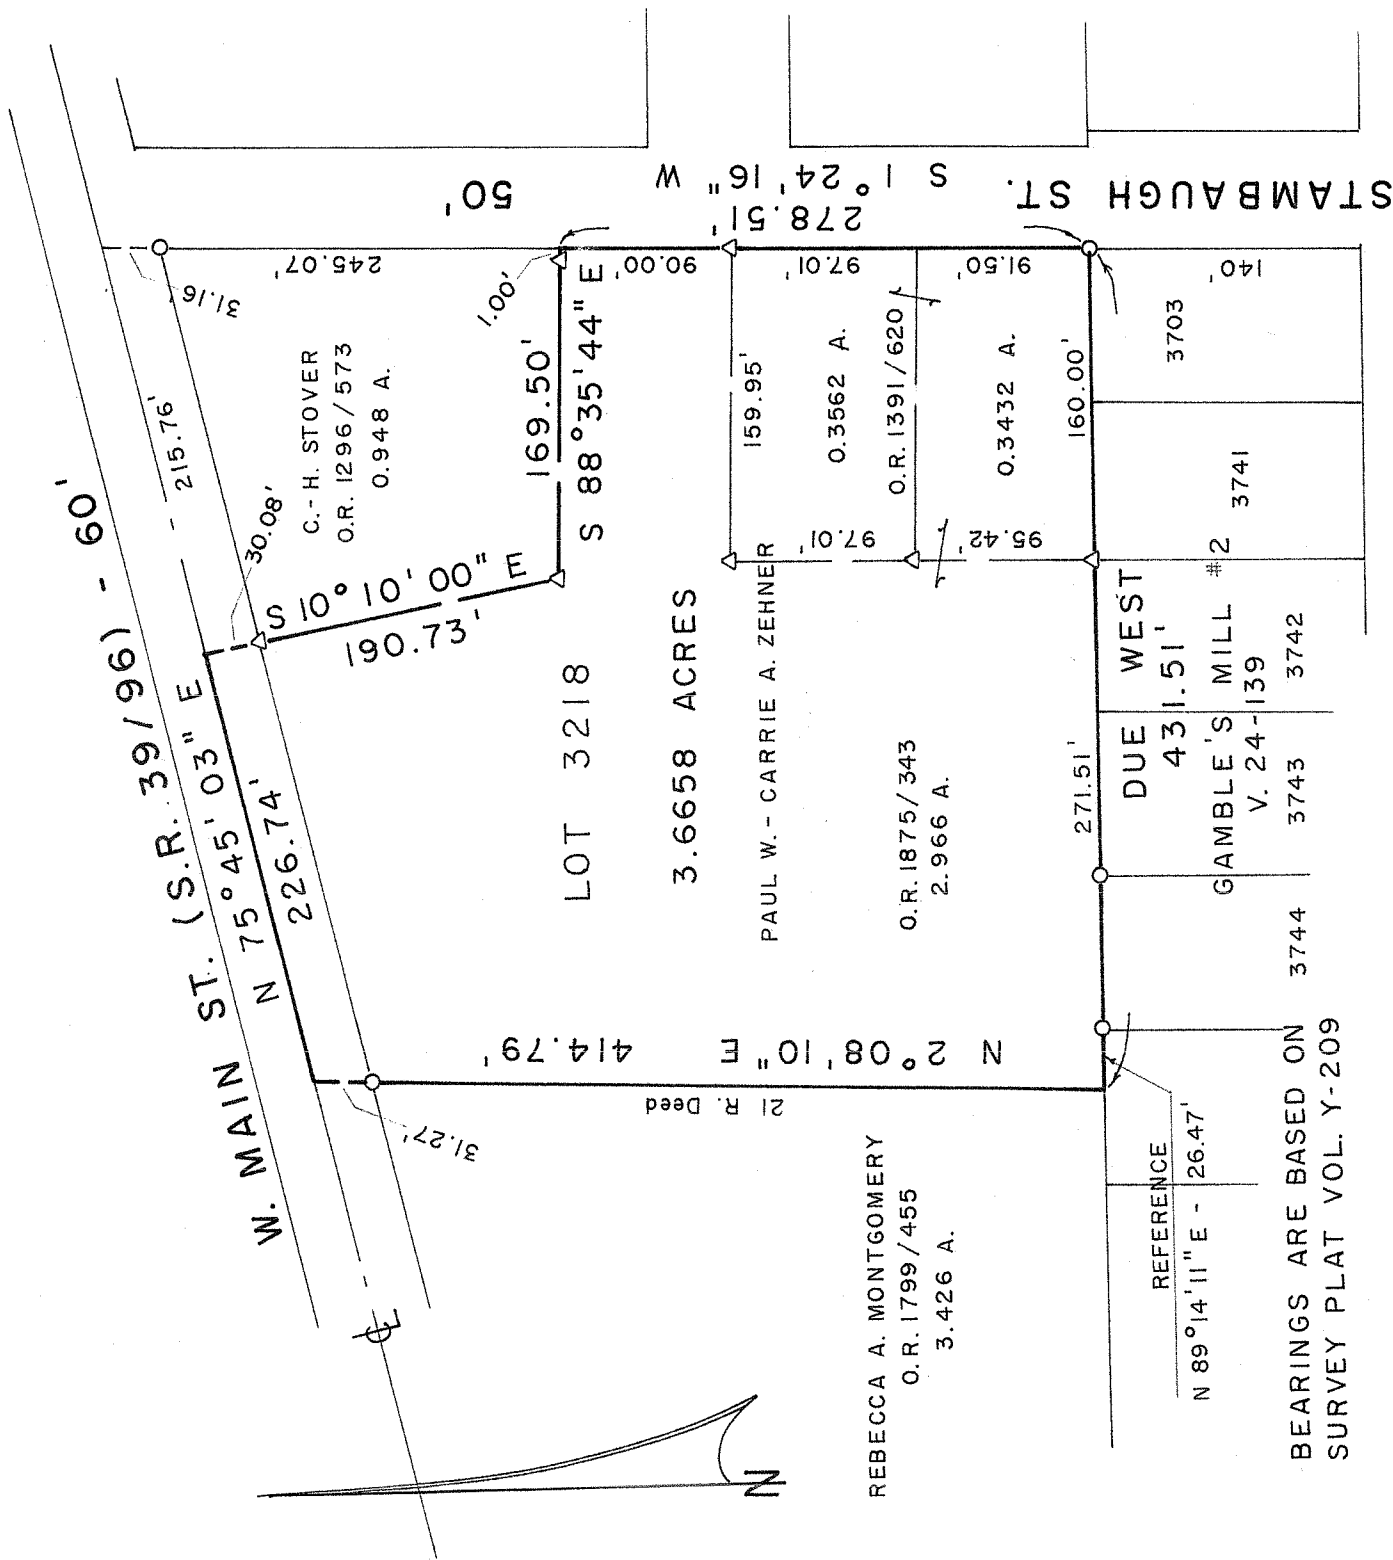 W. MAIN ST. (S.R. 39/96) - 60'
N 75° 45' 03" E
226.74'
215.76'
31.16'
30.08'
31.27'
S 10° 01' 00" E
190.73'
C.-H. STOVER
O.R. 1296/573
0.948 A.
245.07'
50'
1.00'
169.50'
S 88° 35' 44" E
STAMBAUGH ST.
S 1° 24' 16" W
278.51'
90.00'
97.01'
91.50'
140'
159.95'
0.3562 A.
O.R. 1391/620
0.3432 A.
97.01'
95.42'
160.00'
LOT 3218
3.6658 ACRES
PAUL W. - CARRIE A. ZEHNER
O.R. 1875/343
2.966 A.
271.51'
DUE WEST
431.51'
GAMBLE'S MILL #2
V. 24-139
3703
3741
3742
3743
3744
N 2° 08' 10" E
414.79'
21 R. Deed
REBECCA A. MONTGOMERY
O.R. 1799/455
3.426 A.
REFERENCE
N 89° 14' 11" E - 26.47'
N
BEARINGS ARE BASED ON
SURVEY PLAT VOL. Y-209